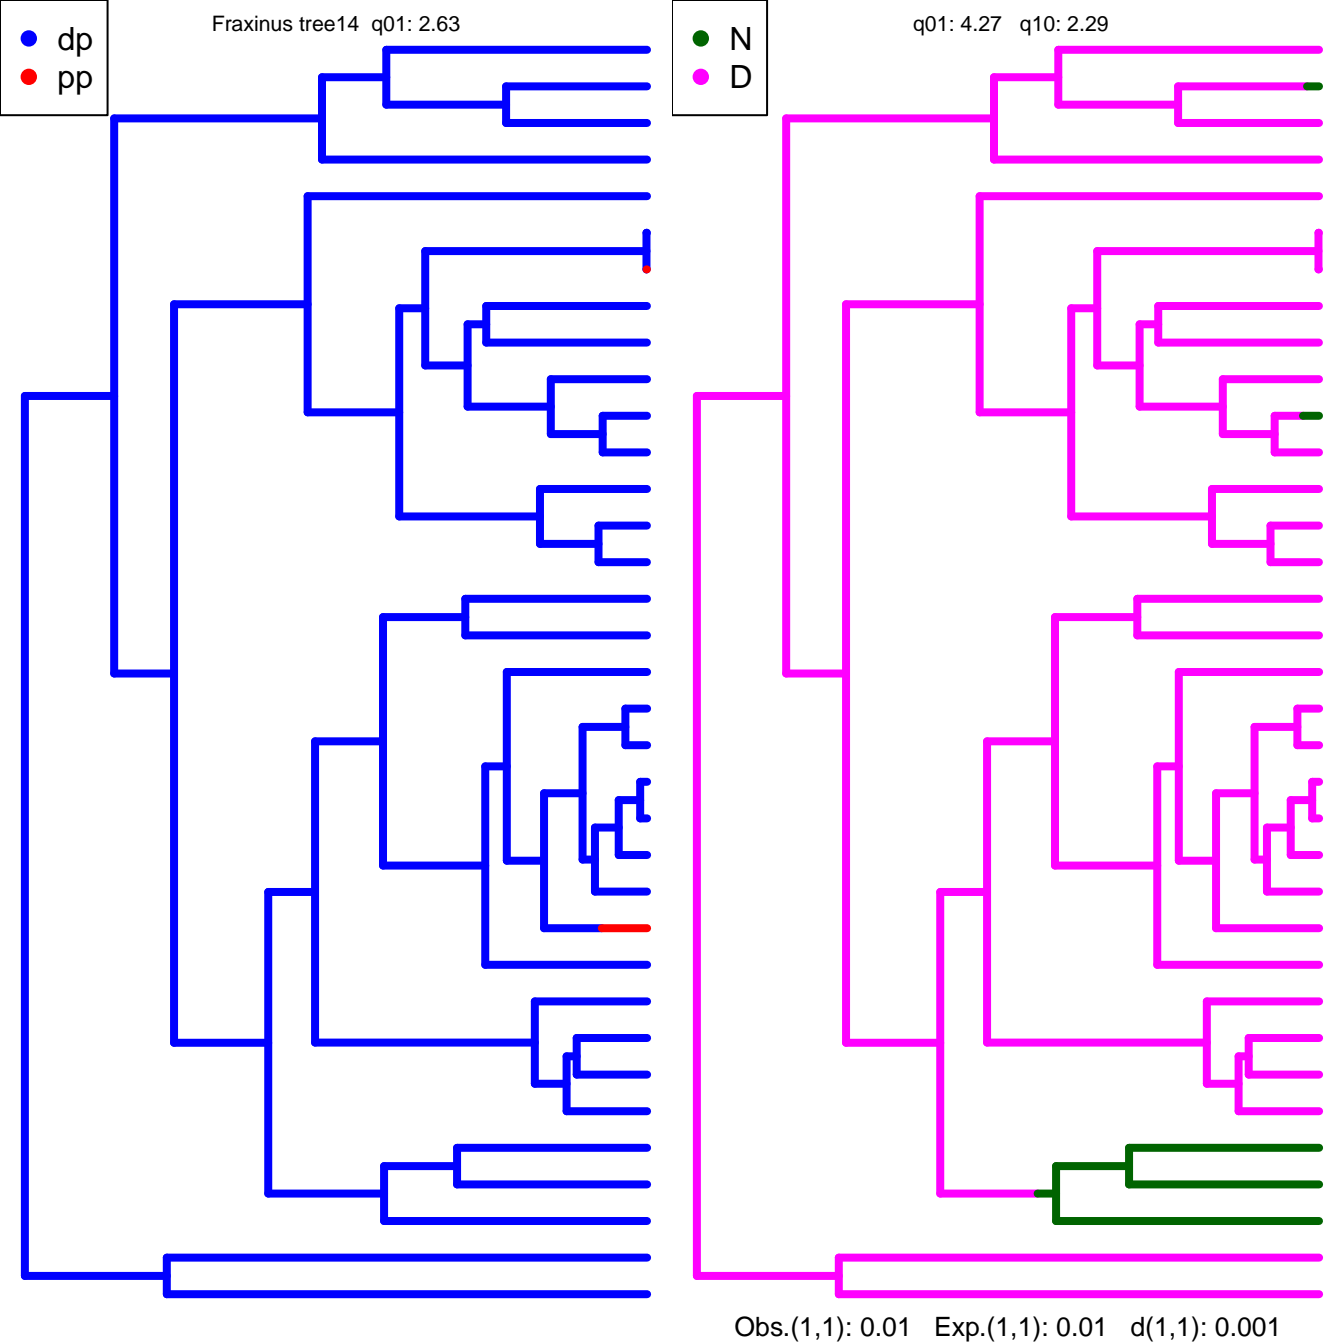 Fraxinus tree14 q01: 2.63
dp
pp
q01: 4.27 q10: 2.29
N
D
Obs.(1,1): 0.01 Exp.(1,1): 0.01 d(1,1): 0.001